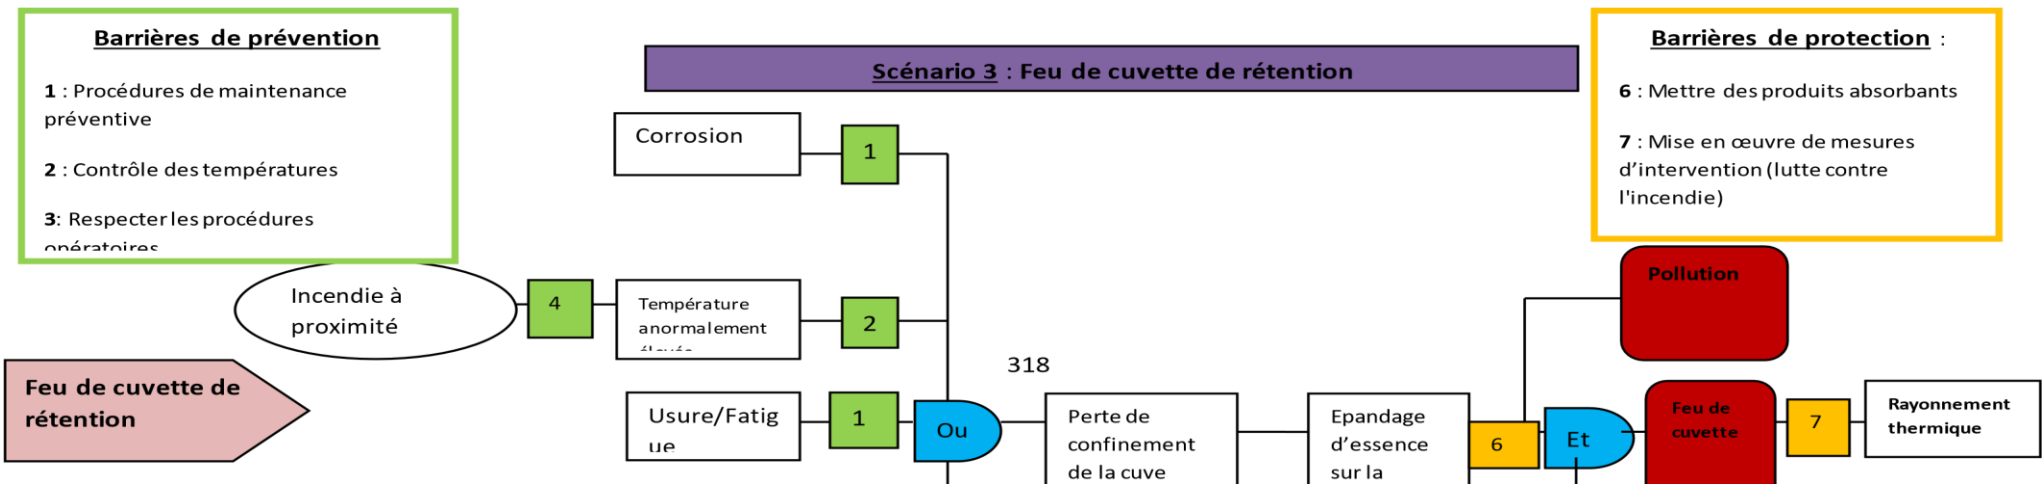 Barrières de prévention
1 : Procédures de maintenance
préventive
2 : Contrôle des températures
3: Respecter les procédures
opératoires
Scénario 3 : Feu de cuvette de rétention
Barrières de protection :
6 : Mettre des produits absorbants
7 : Mise en œuvre de mesures
d’intervention (lutte contre
l'incendie)
Corrosion
1
Incendie à
proximité
4
Température
anormalement
2
Pollution
318
Feu de cuvette de
rétention
Usure/Fatig
ue
1
Ou
Perte de
confinement
de la cuve
Epandage
d’essence
sur la
6
Et
Feu de
cuvette
7
Rayonnement
thermique